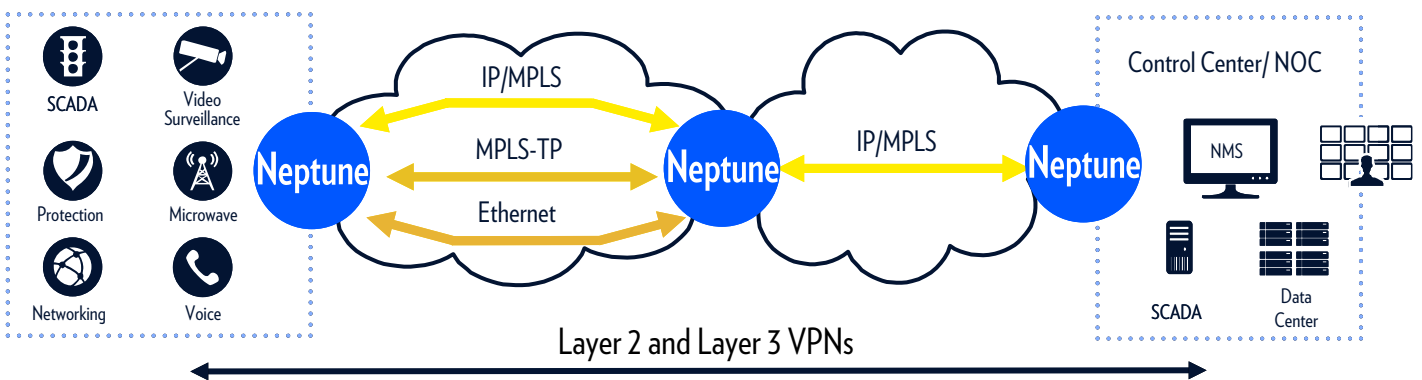 SCADA
Video
Surveillance
Protection
Microwave
Networking
Voice
Neptune
IP/MPLS
MPLS-TP
Ethernet
Neptune
IP/MPLS
Neptune
Control Center/ NOC
NMS
SCADA
Data
Center
Layer 2 and Layer 3 VPNs